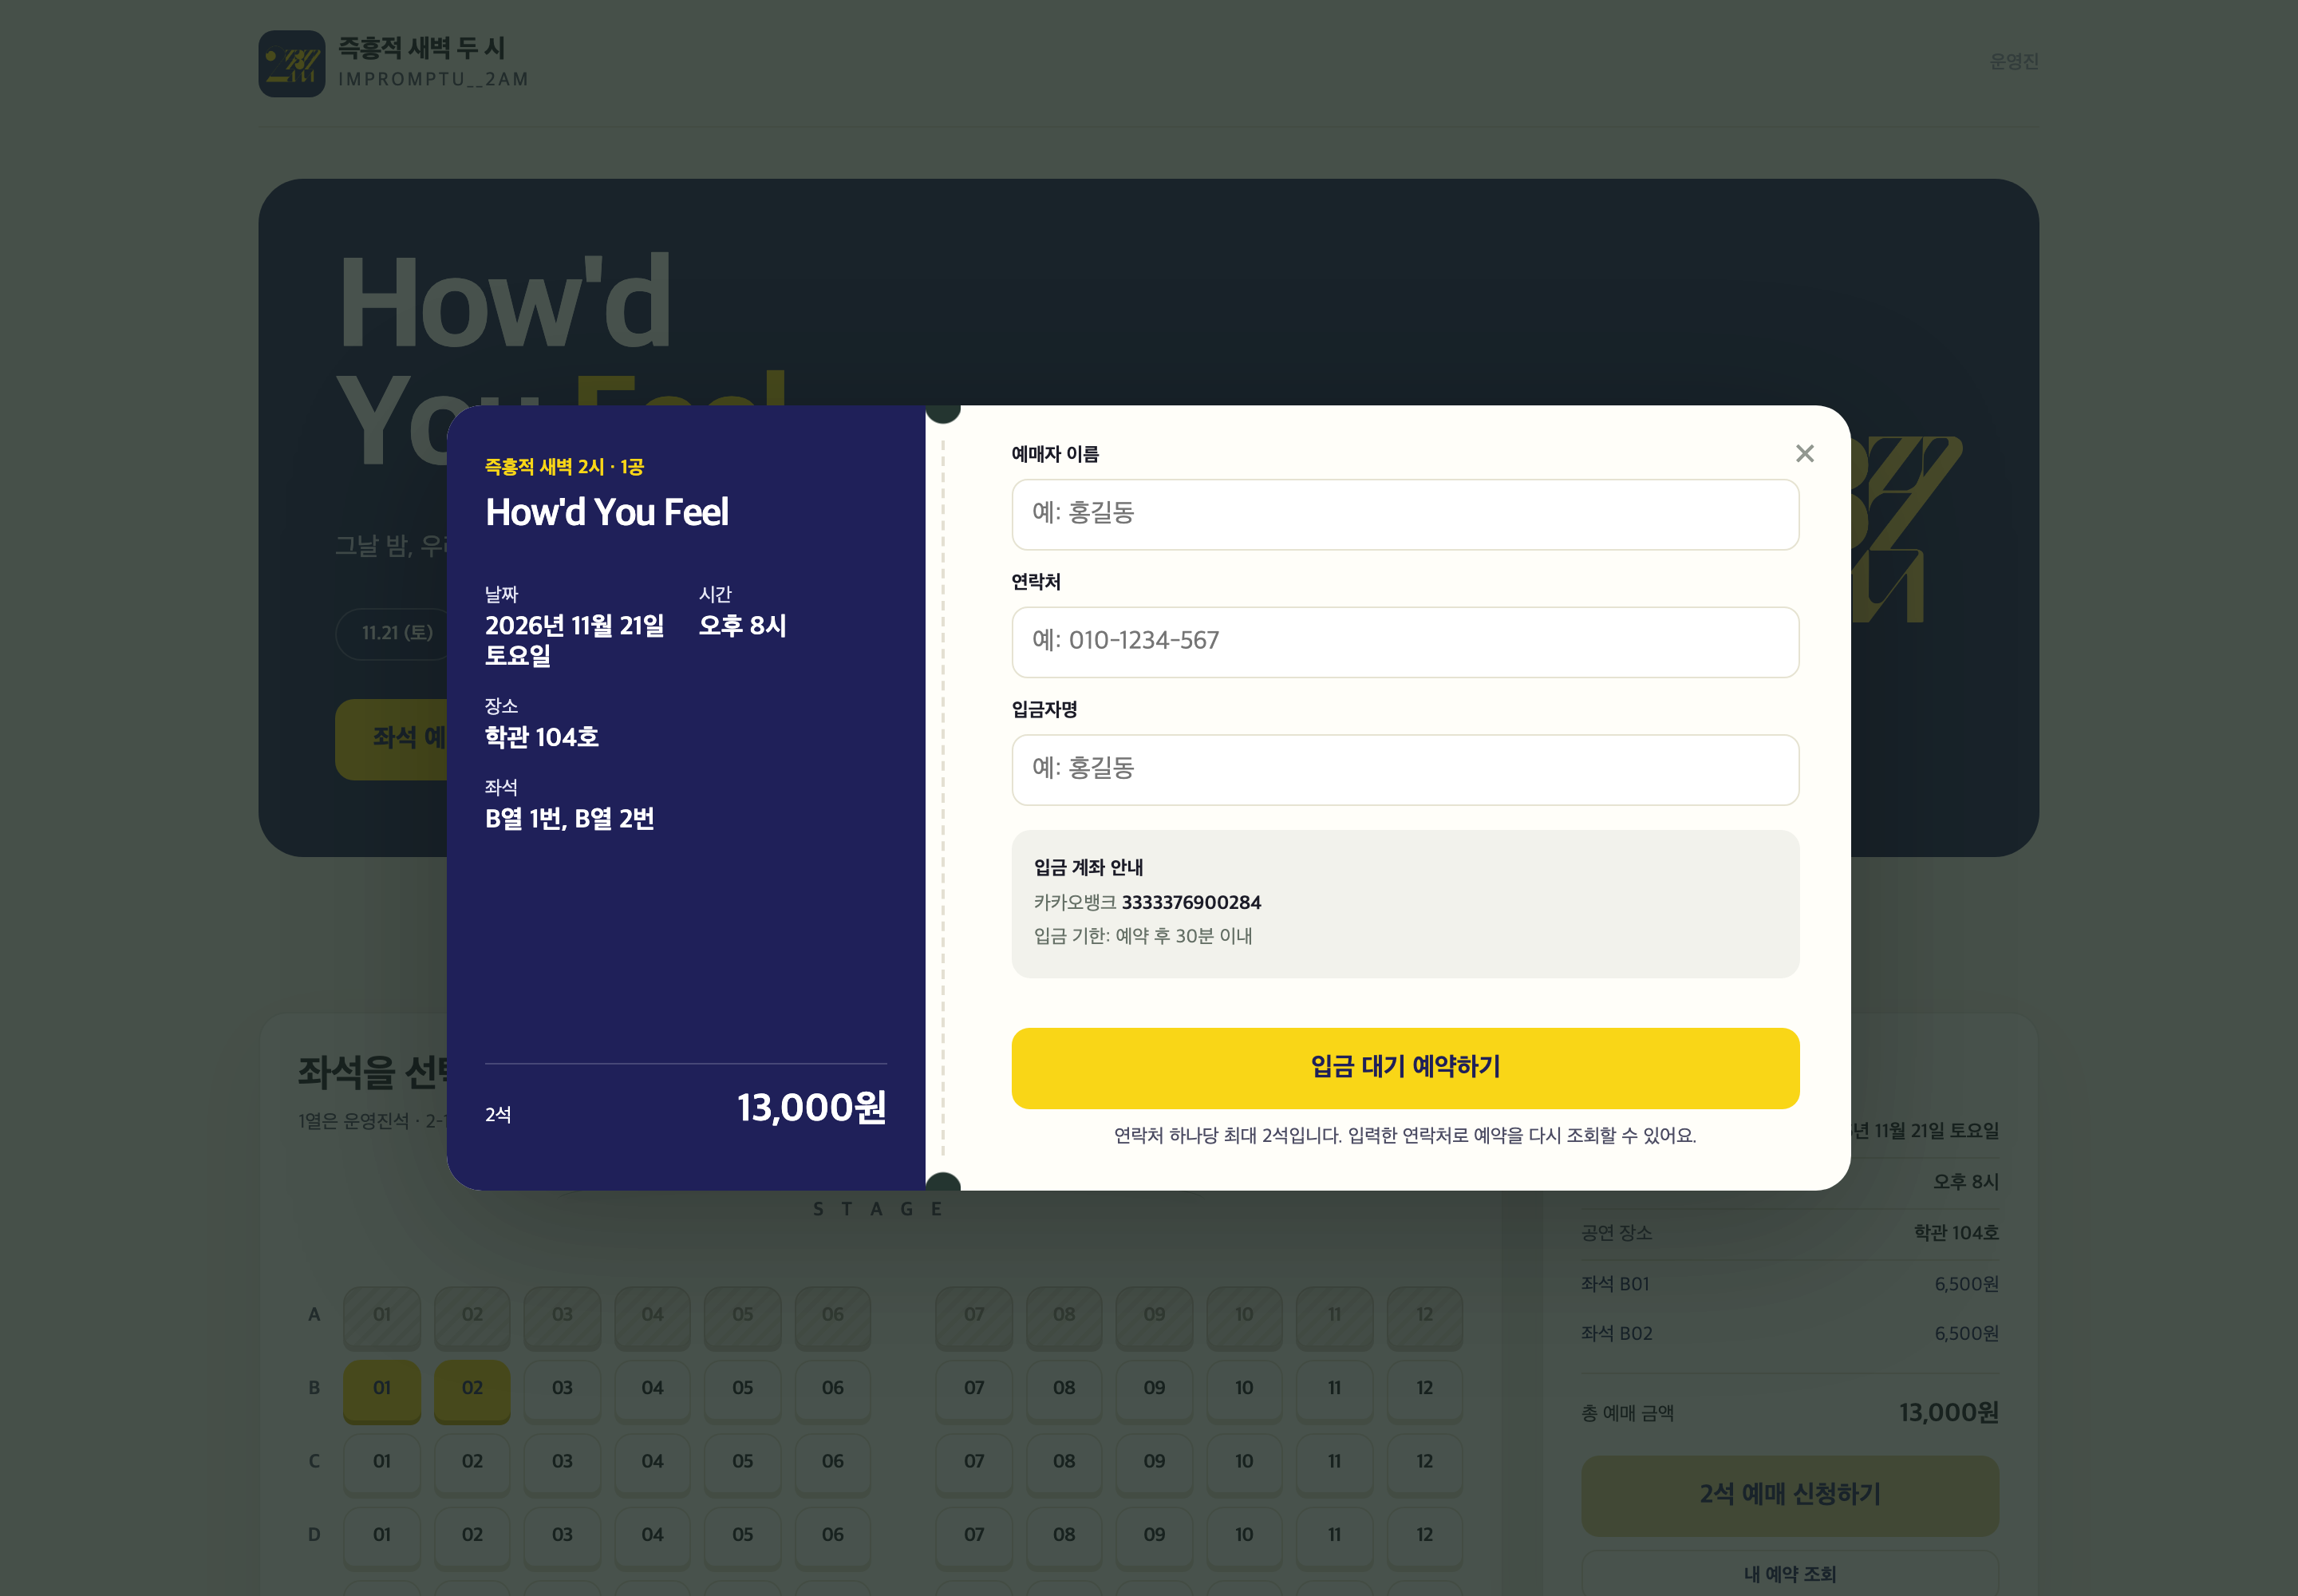 즉흥적 새벽 두 시
IMPROMPTU__2AM
운영진
How'd
You Feel
그날 밤, 우리
11.21 (토)
좌석 예
즉흥적 새벽 2시 · 1공
How'd You Feel
날짜
2026년 11월 21일
토요일
시간
오후 8시
장소
학관 104호
좌석
B열 1번, B열 2번
2석
13,000원
예매자 이름
예: 홍길동
연락처
예: 010-1234-567
입금자명
예: 홍길동
입금 계좌 안내
카카오뱅크 3333376900284
입금 기한: 예약 후 30분 이내
입금 대기 예약하기
연락처 하나당 최대 2석입니다. 입력한 연락처로 예약을 다시 조회할 수 있어요.
좌석을 선택
1열은 운영진석 · 2-1
STAGE
A 01 02 03 04 05 06 07 08 09 10 11 12
B 01 02 03 04 05 06 07 08 09 10 11 12
C 01 02 03 04 05 06 07 08 09 10 11 12
D 01 02 03 04 05 06 07 08 09 10 11 12
년 11월 21일 토요일
오후 8시
공연 장소 학관 104호
좌석 B01 6,500원
좌석 B02 6,500원
총 예매 금액 13,000원
2석 예매 신청하기
내 예약 조회